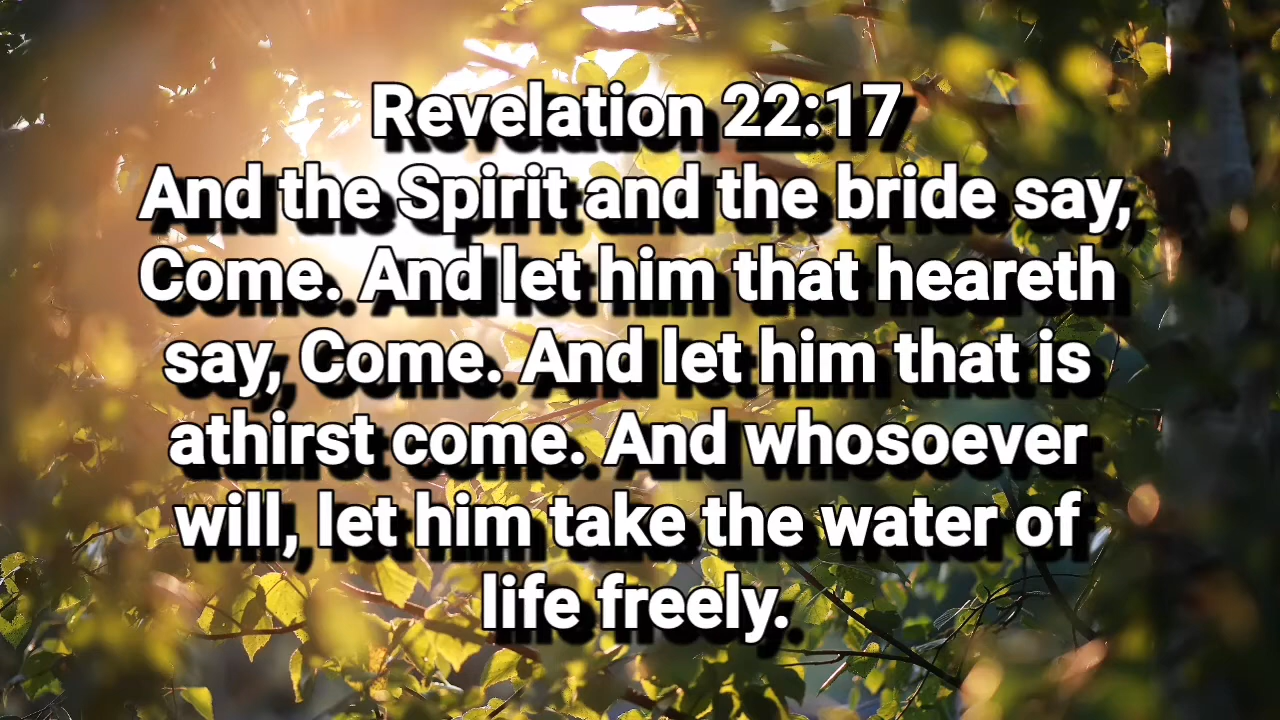 Revelation 22:17
And the Spirit and the bride say,
Come. And let him that heareth
say, Come. And let him that is
athirst come. And whosoever
will, let him take the water of
life freely.